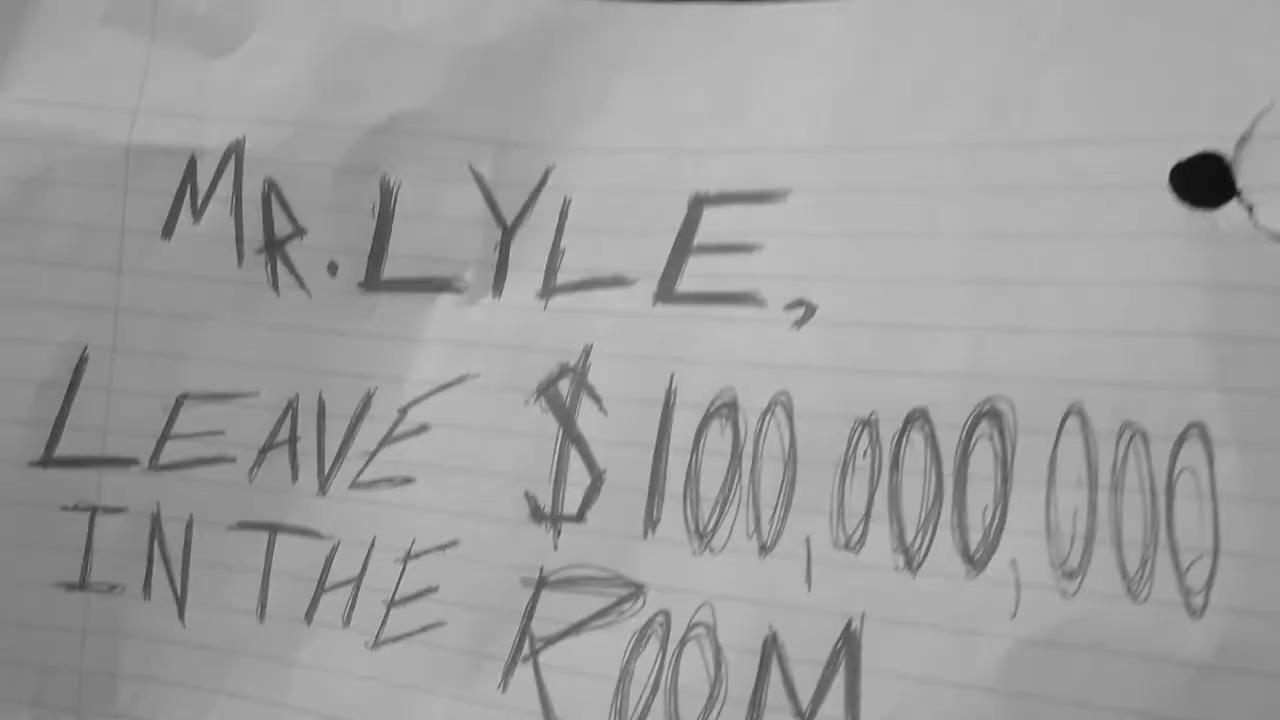 MR. LYLE,
LEAVE $100,000,000
IN THE ROOM